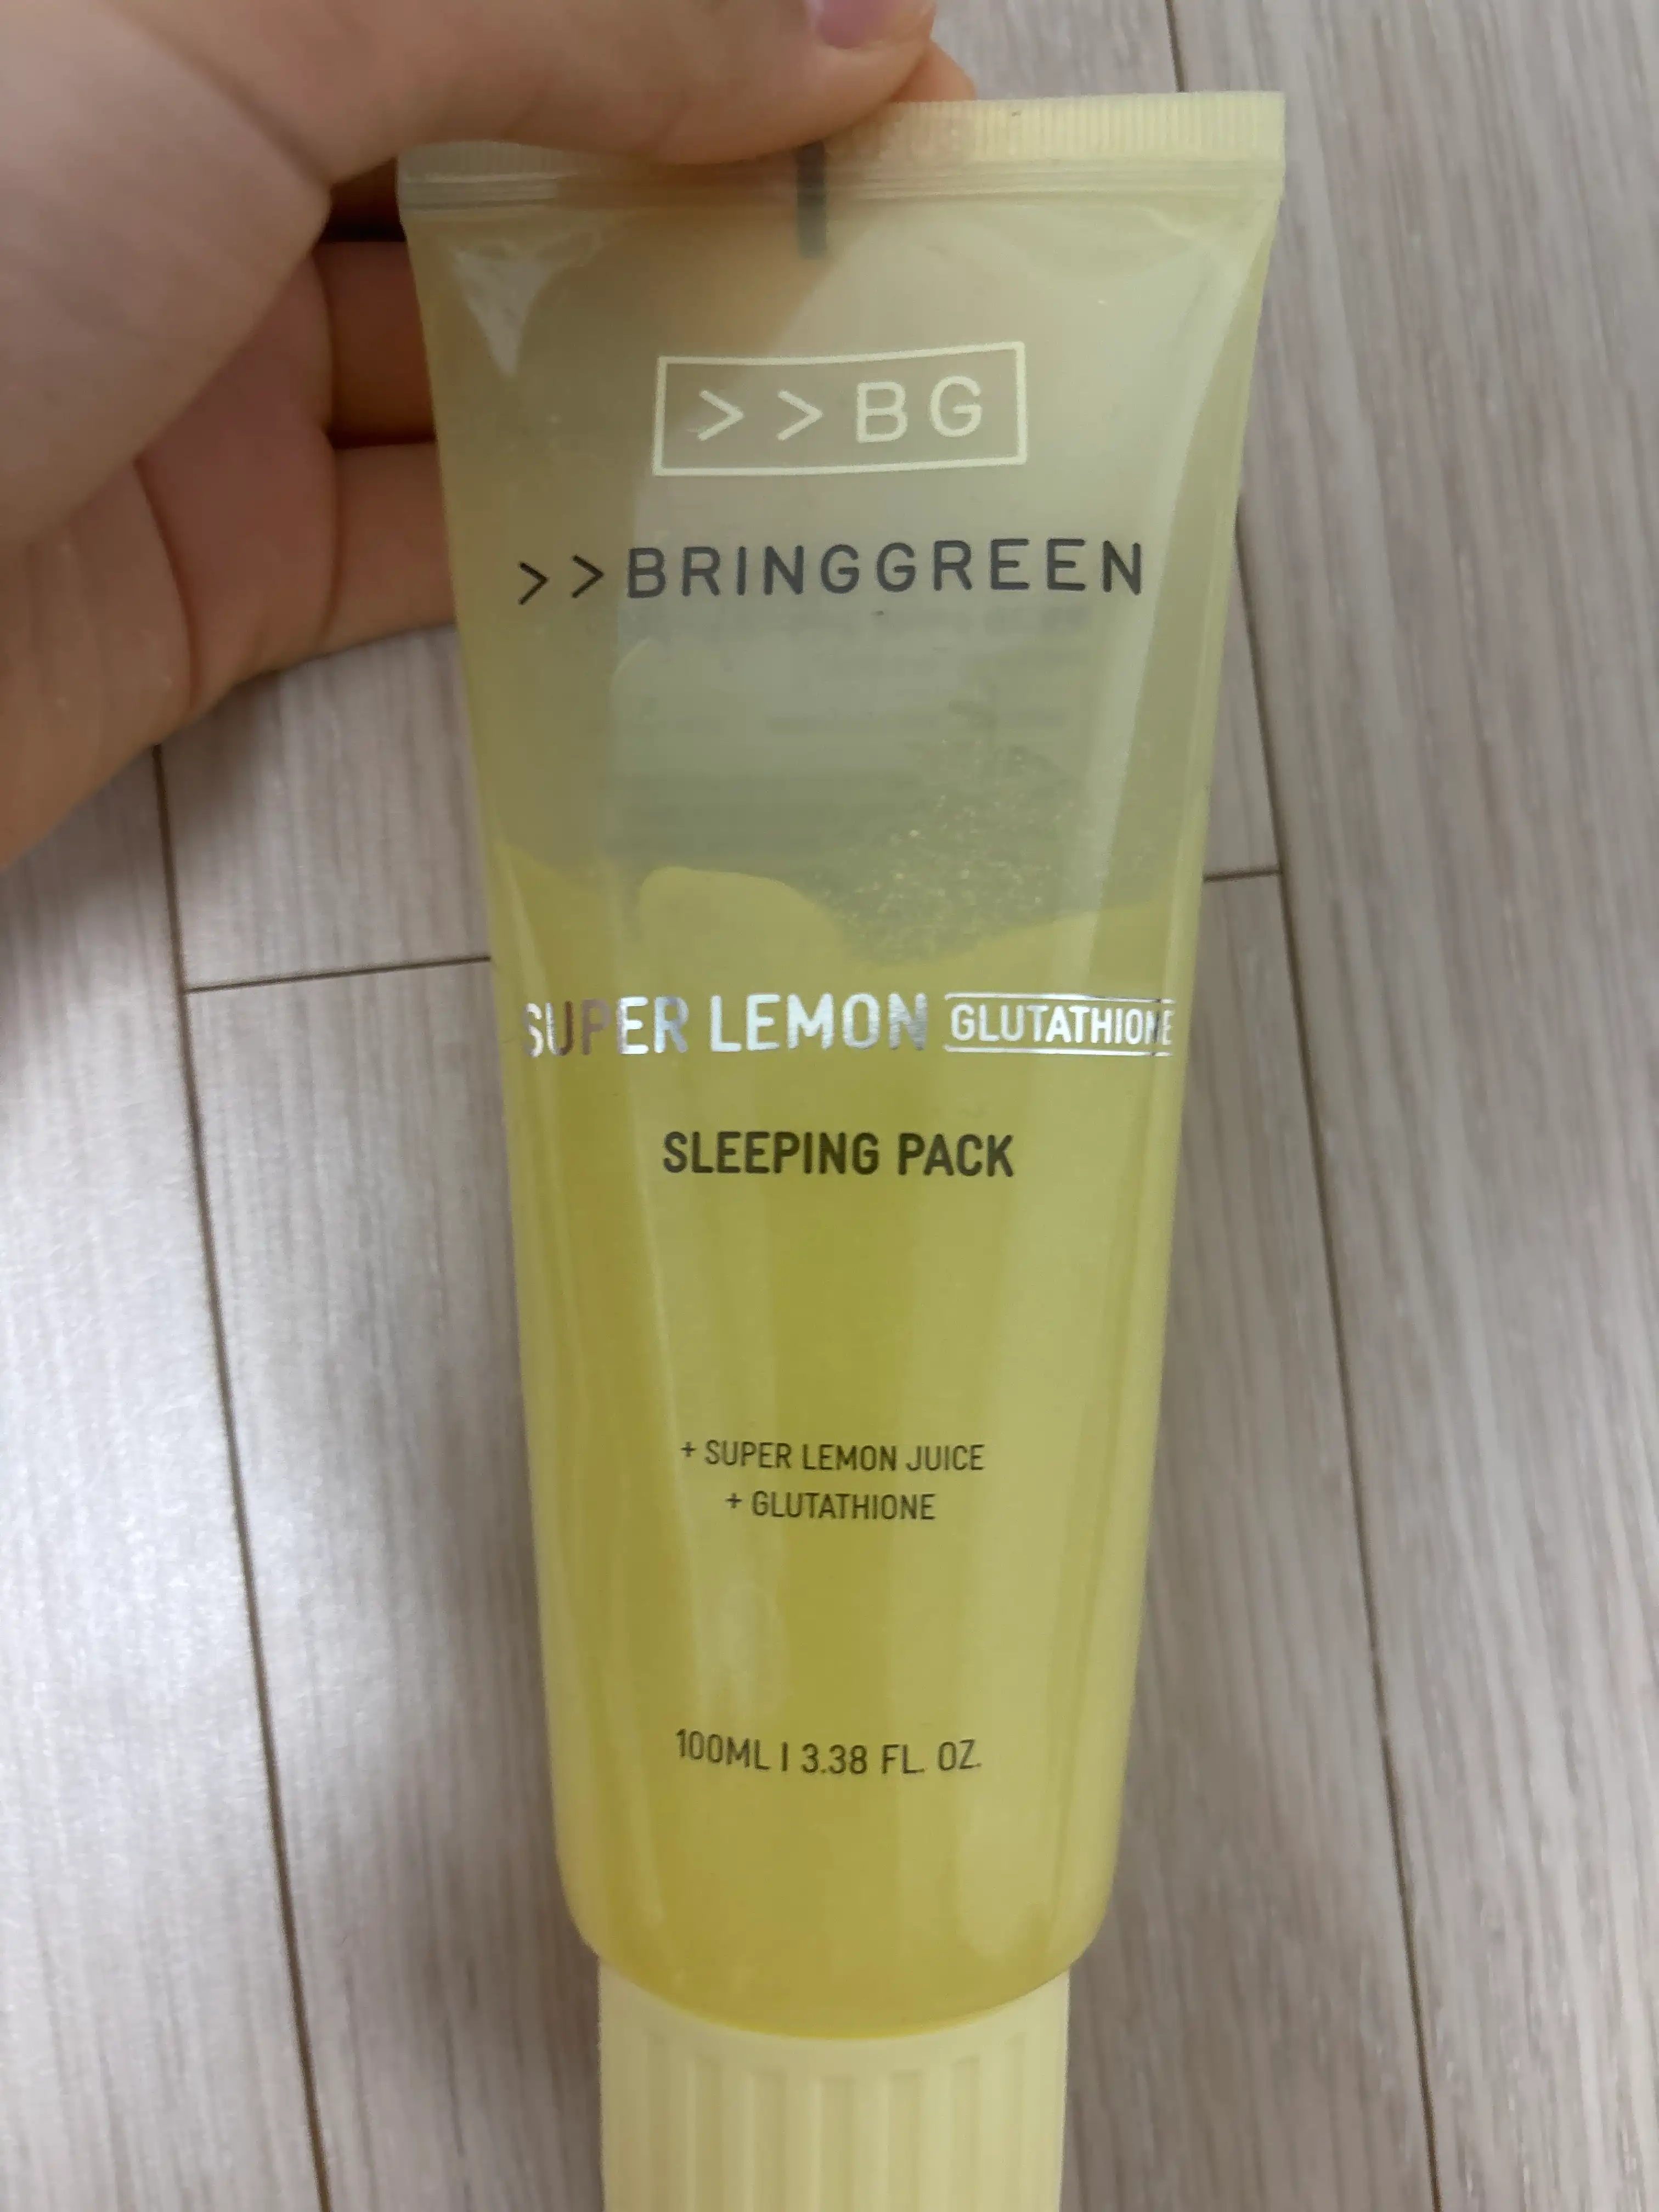 >>BG
>>BRINGGREEN
SUPER LEMON GLUTATHIONE
SLEEPING PACK
+ SUPER LEMON JUICE
+ GLUTATHIONE
100ML | 3.38 FL. OZ.